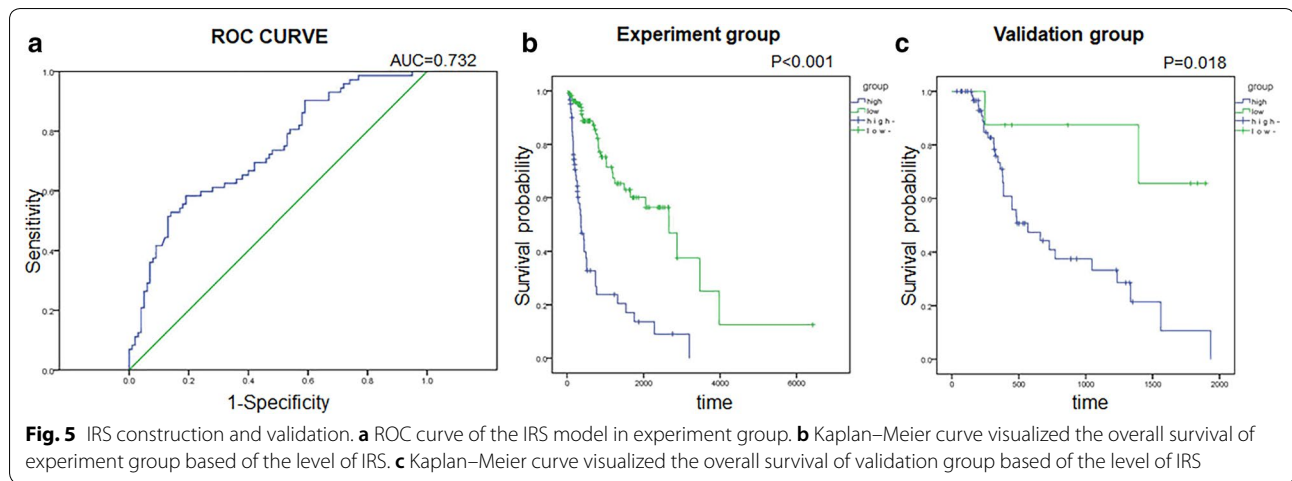 a
ROC CURVE
AUC=0.732
1.0
0.8
0.6
0.4
0.2
0.0
Sensitivity
0.0 0.2 0.4 0.6 0.8 1.0
1-Specificity
b
Experiment group
P<0.001
group
high
low
high-
low-
1.0
0.8
0.6
0.4
0.2
0.0
Survival probability
0 2000 4000 6000
time
c
Validation group
P=0.018
group
high
low
high-
low-
1.0
0.8
0.6
0.4
0.2
0.0
Survival probability
0 500 1000 1500 2000
time
Fig. 5 IRS construction and validation. a ROC curve of the IRS model in experiment group. b Kaplan–Meier curve visualized the overall survival of
experiment group based of the level of IRS. c Kaplan–Meier curve visualized the overall survival of validation group based of the level of IRS